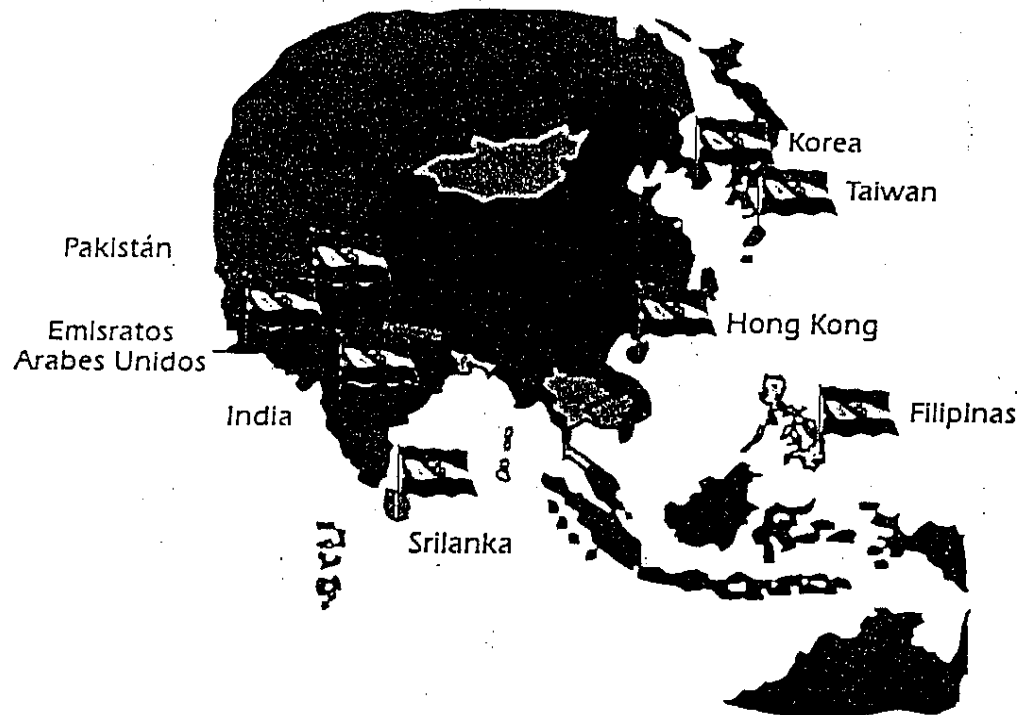 Korea
Taiwan
Pakistán
Emisratos
Arabes Unidos
Hong Kong
India
Filipinas
Srilanka